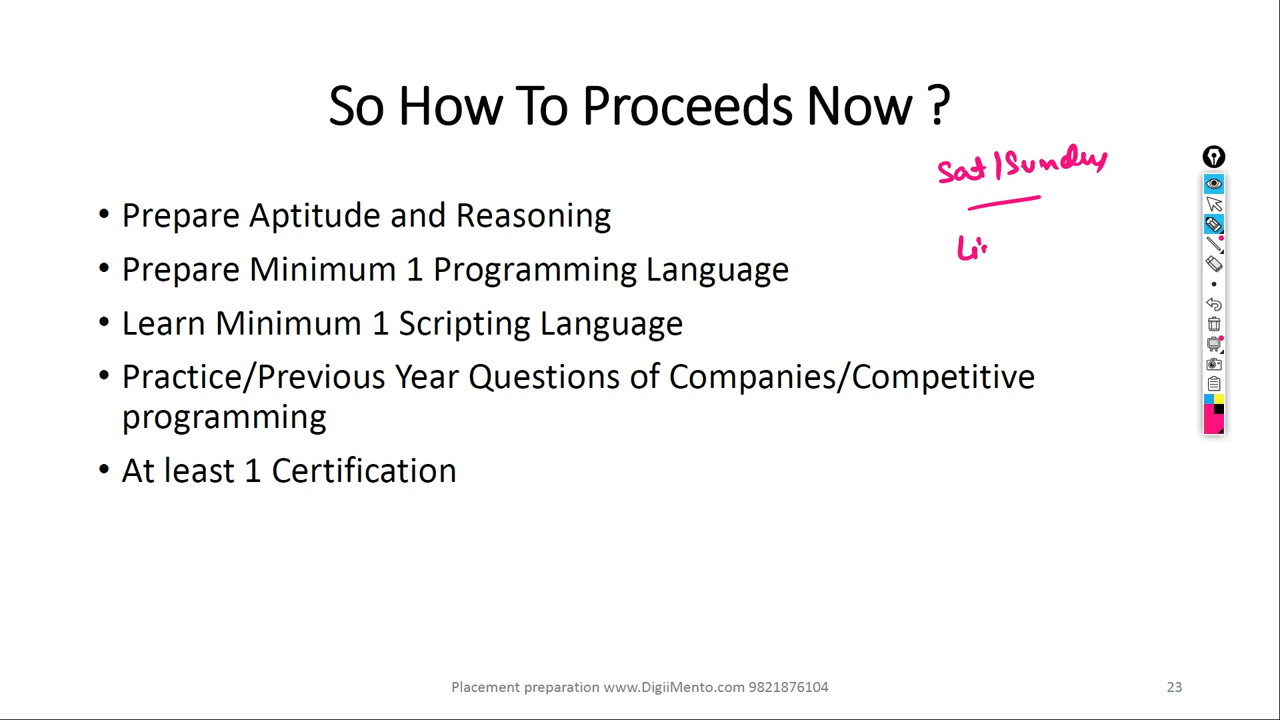 So How To Proceeds Now ?
Sat/Sunday
• Prepare Aptitude and Reasoning
Li
• Prepare Minimum 1 Programming Language
• Learn Minimum 1 Scripting Language
• Practice/Previous Year Questions of Companies/Competitive
programming
• At least 1 Certification
Placement preparation www.DigiiMento.com 9821876104
23